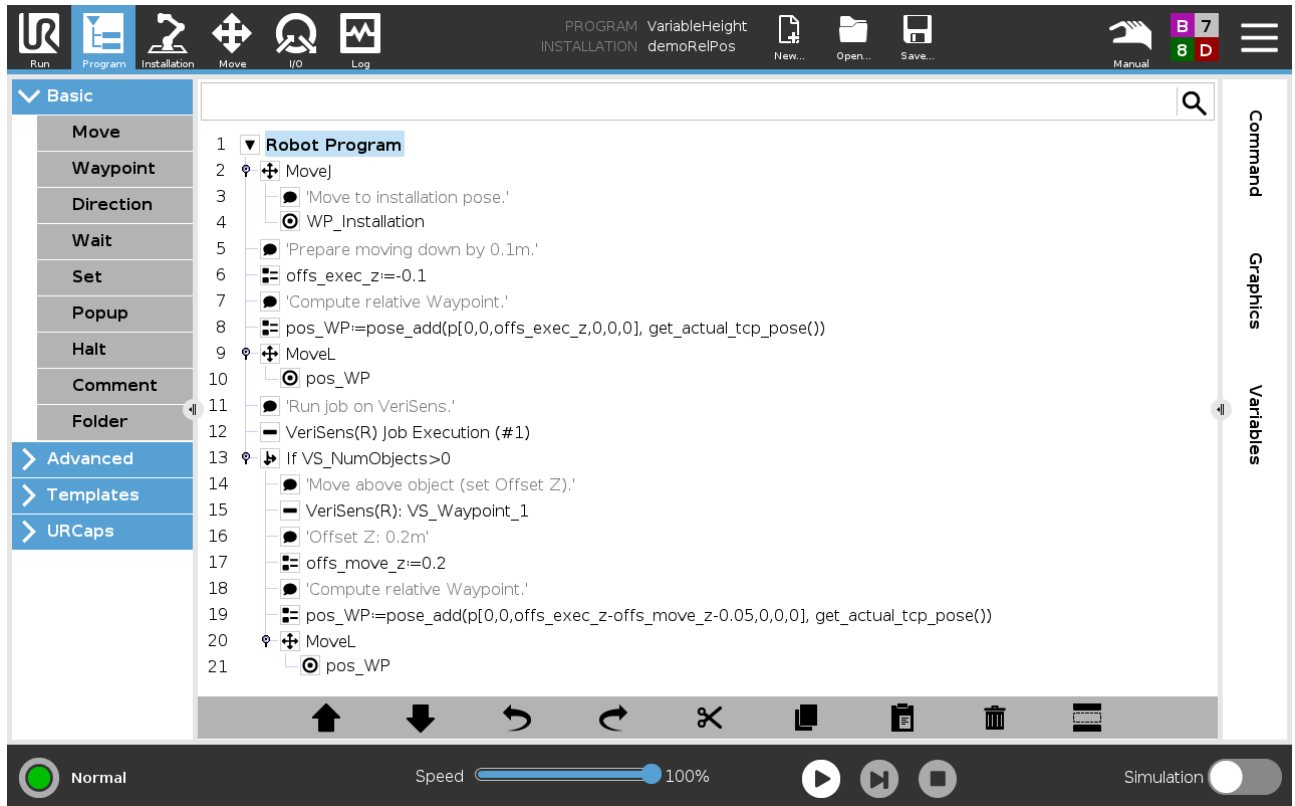 PROGRAM VariableHeight
INSTALLATION demoRelPos
Run Program Installation Move I/O Log New... Open... Save... Manual
B 7
8 D
Basic
Move
Waypoint
Direction
Wait
Set
Popup
Halt
Comment
Folder
Advanced
Templates
URCaps
1 Robot Program
2 MoveJ
3 'Move to installation pose.'
4 WP_Installation
5 'Prepare moving down by 0.1m.'
6 offs_exec_z≔-0.1
7 'Compute relative Waypoint.'
8 pos_WP≔pose_add(p[0,0,offs_exec_z,0,0,0], get_actual_tcp_pose())
9 MoveL
10 pos_WP
11 'Run job on VeriSens.'
12 VeriSens(R) Job Execution (#1)
13 If VS_NumObjects>0
14 'Move above object (set Offset Z).'
15 VeriSens(R): VS_Waypoint_1
16 'Offset Z: 0.2m'
17 offs_move_z≔0.2
18 'Compute relative Waypoint.'
19 pos_WP≔pose_add(p[0,0,offs_exec_z-offs_move_z-0.05,0,0,0], get_actual_tcp_pose())
20 MoveL
21 pos_WP
Command
Graphics
Variables
Normal
Speed 100%
Simulation